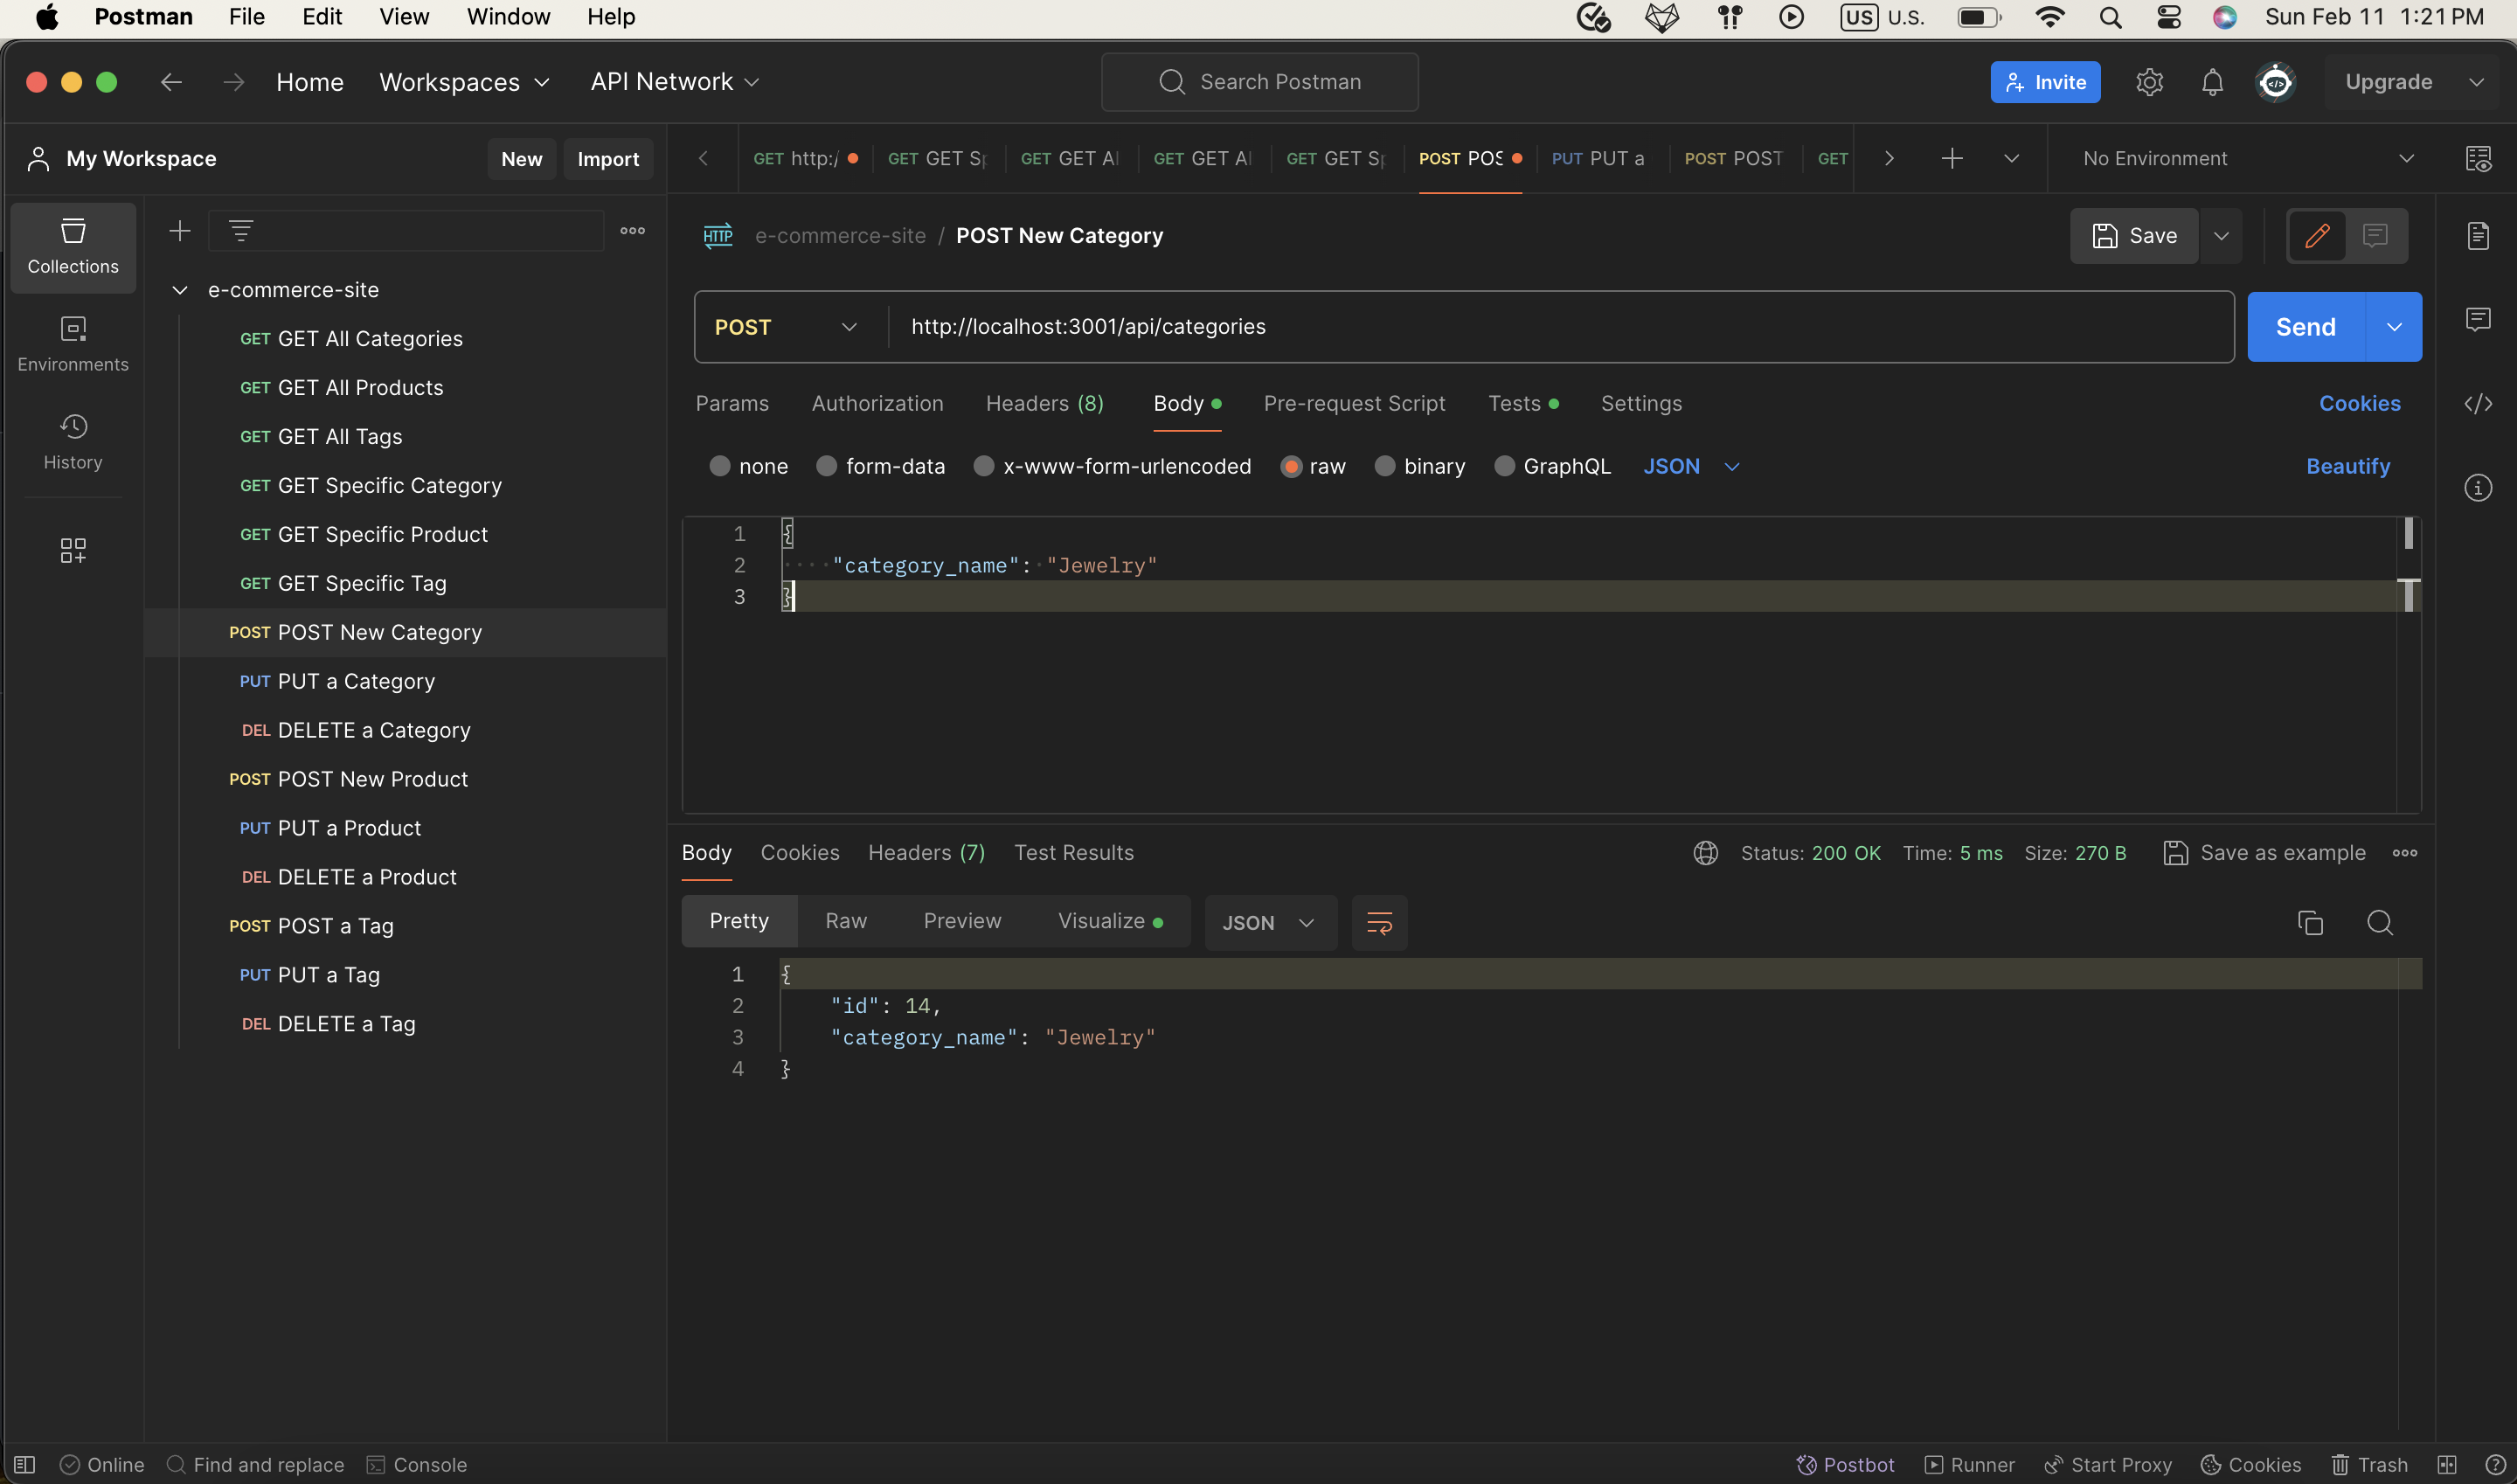 Postman File Edit View Window Help US U.S. Sun Feb 11 1:21 PM
Home Workspaces API Network Search Postman Invite Upgrade
My Workspace New Import
GET http:/ GET GET Sp GET GET Al GET GET Al GET GET Sp POST POS PUT PUT a POST POST GET No Environment
Collections
Environments
History
e-commerce-site
GET GET All Categories
GET GET All Products
GET GET All Tags
GET GET Specific Category
GET GET Specific Product
GET GET Specific Tag
POST POST New Category
PUT PUT a Category
DEL DELETE a Category
POST POST New Product
PUT PUT a Product
DEL DELETE a Product
POST POST a Tag
PUT PUT a Tag
DEL DELETE a Tag
HTTP e-commerce-site / POST New Category Save
POST http://localhost:3001/api/categories Send
Params Authorization Headers (8) Body Pre-request Script Tests Settings Cookies
none form-data x-www-form-urlencoded raw binary GraphQL JSON Beautify
1 {
2 "category_name": "Jewelry"
3 }
Body Cookies Headers (7) Test Results Status: 200 OK Time: 5 ms Size: 270 B Save as example
Pretty Raw Preview Visualize JSON
1 {
2 "id": 14,
3 "category_name": "Jewelry"
4 }
Online Find and replace Console Postbot Runner Start Proxy Cookies Trash